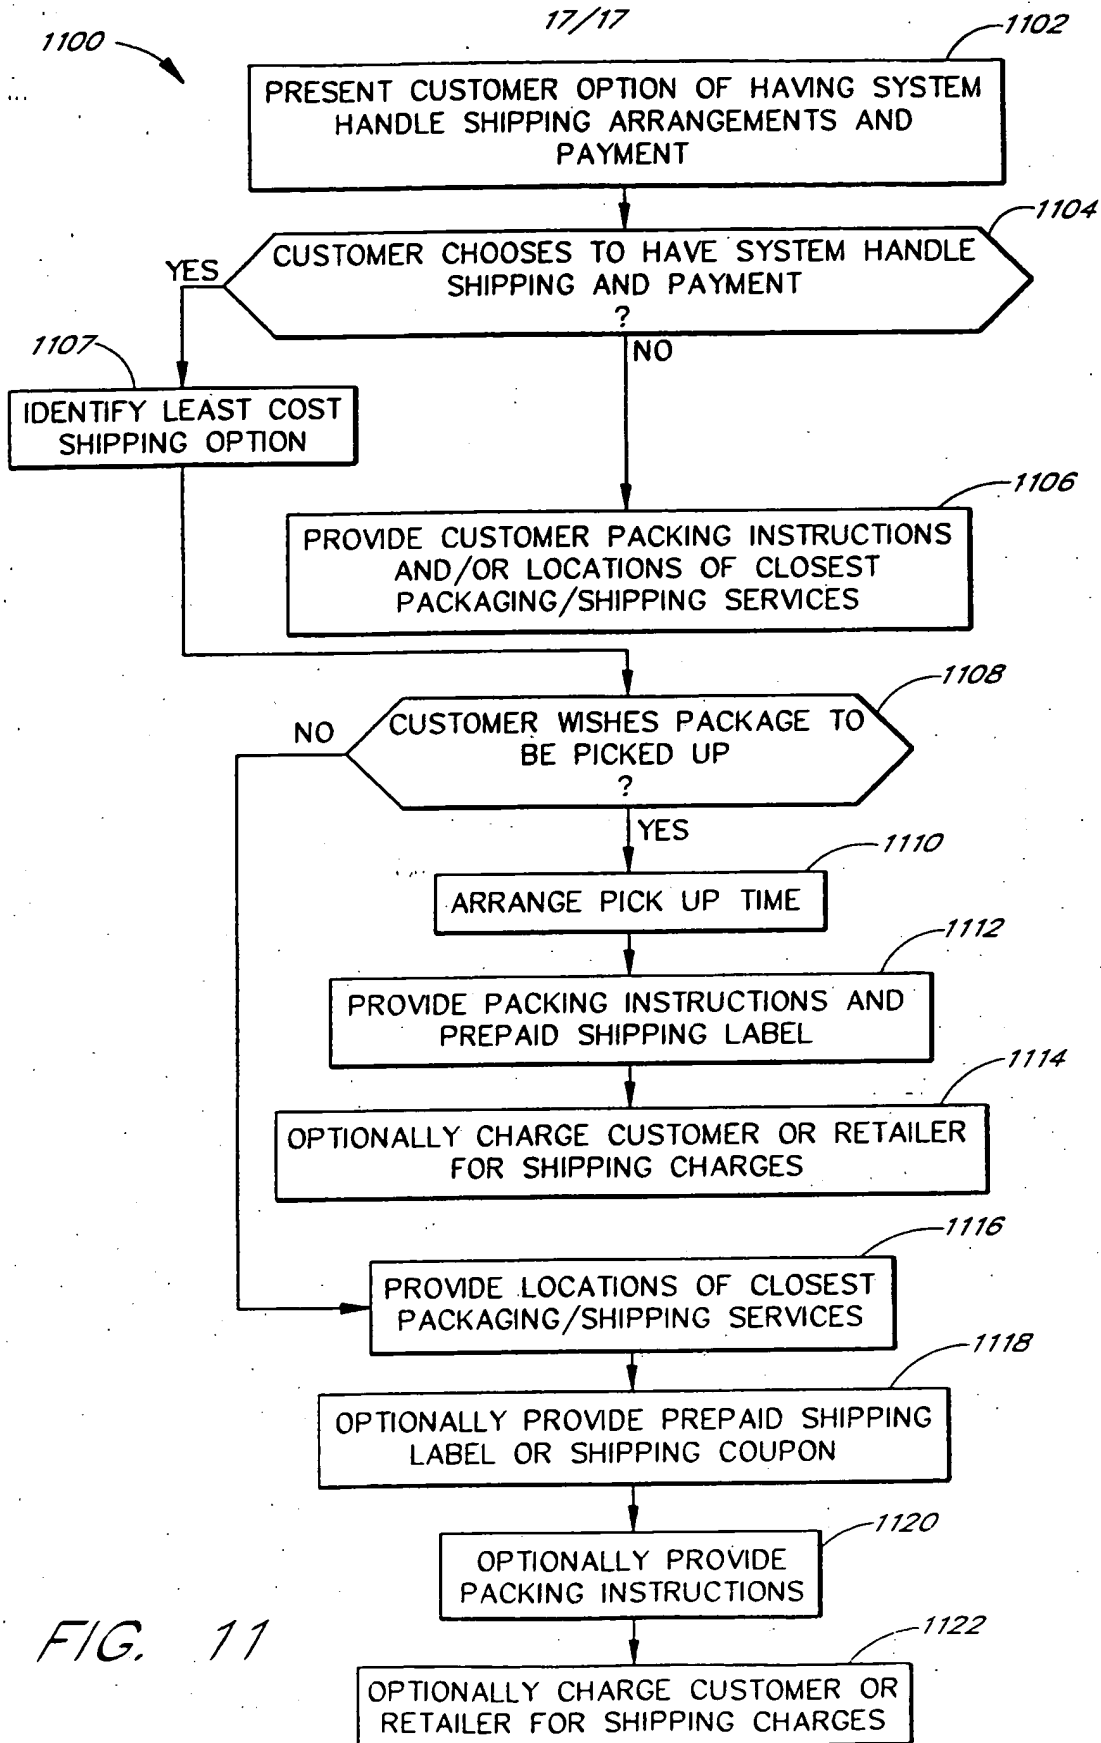 17/17
1100
1102
PRESENT CUSTOMER OPTION OF HAVING SYSTEM
HANDLE SHIPPING ARRANGEMENTS AND
PAYMENT
1104
CUSTOMER CHOOSES TO HAVE SYSTEM HANDLE
SHIPPING AND PAYMENT
?
YES
NO
1107
IDENTIFY LEAST COST
SHIPPING OPTION
1106
PROVIDE CUSTOMER PACKING INSTRUCTIONS
AND/OR LOCATIONS OF CLOSEST
PACKAGING/SHIPPING SERVICES
1108
CUSTOMER WISHES PACKAGE TO
BE PICKED UP
?
NO
YES
1110
ARRANGE PICK UP TIME
1112
PROVIDE PACKING INSTRUCTIONS AND
PREPAID SHIPPING LABEL
1114
OPTIONALLY CHARGE CUSTOMER OR RETAILER
FOR SHIPPING CHARGES
1116
PROVIDE LOCATIONS OF CLOSEST
PACKAGING/SHIPPING SERVICES
1118
OPTIONALLY PROVIDE PREPAID SHIPPING
LABEL OR SHIPPING COUPON
1120
OPTIONALLY PROVIDE
PACKING INSTRUCTIONS
1122
OPTIONALLY CHARGE CUSTOMER OR
RETAILER FOR SHIPPING CHARGES
FIG. 11